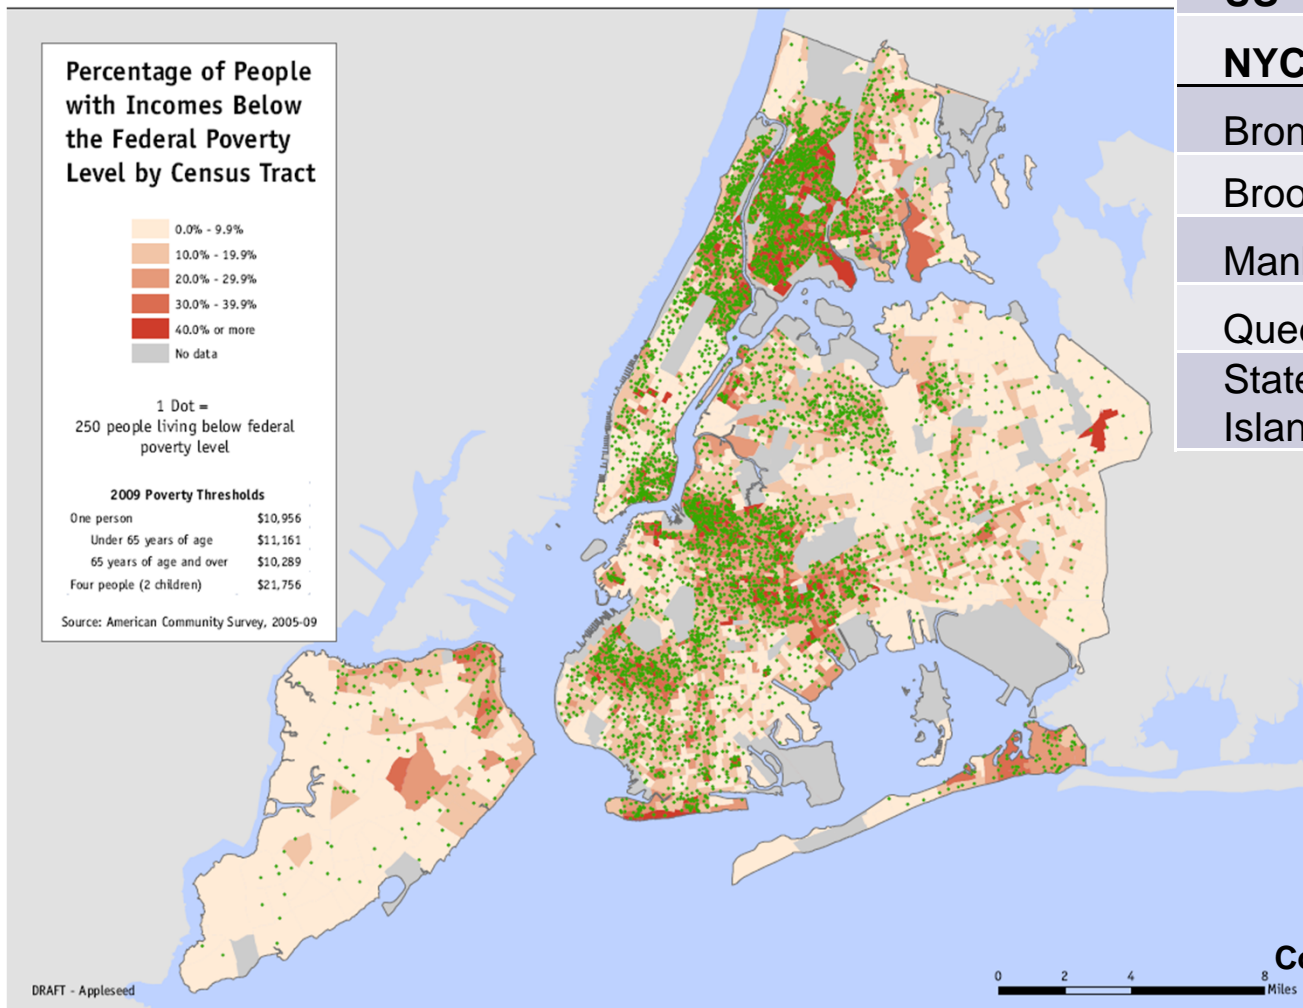 Percentage of People
with Incomes Below
the Federal Poverty
Level by Census Tract
0.0% - 9.9%
10.0% - 19.9%
20.0% - 29.9%
30.0% - 39.9%
40.0% or more
No data
1 Dot =
250 people living below federal
poverty level
2009 Poverty Thresholds
One person $10,956
Under 65 years of age $11,161
65 years of age and over $10,289
Four people (2 children) $21,756
Source: American Community Survey, 2005-09
NYC
Bron
Broo
Man
Quee
State
Islan
DRAFT - Appleseed
Co
0 2 4 8
Miles